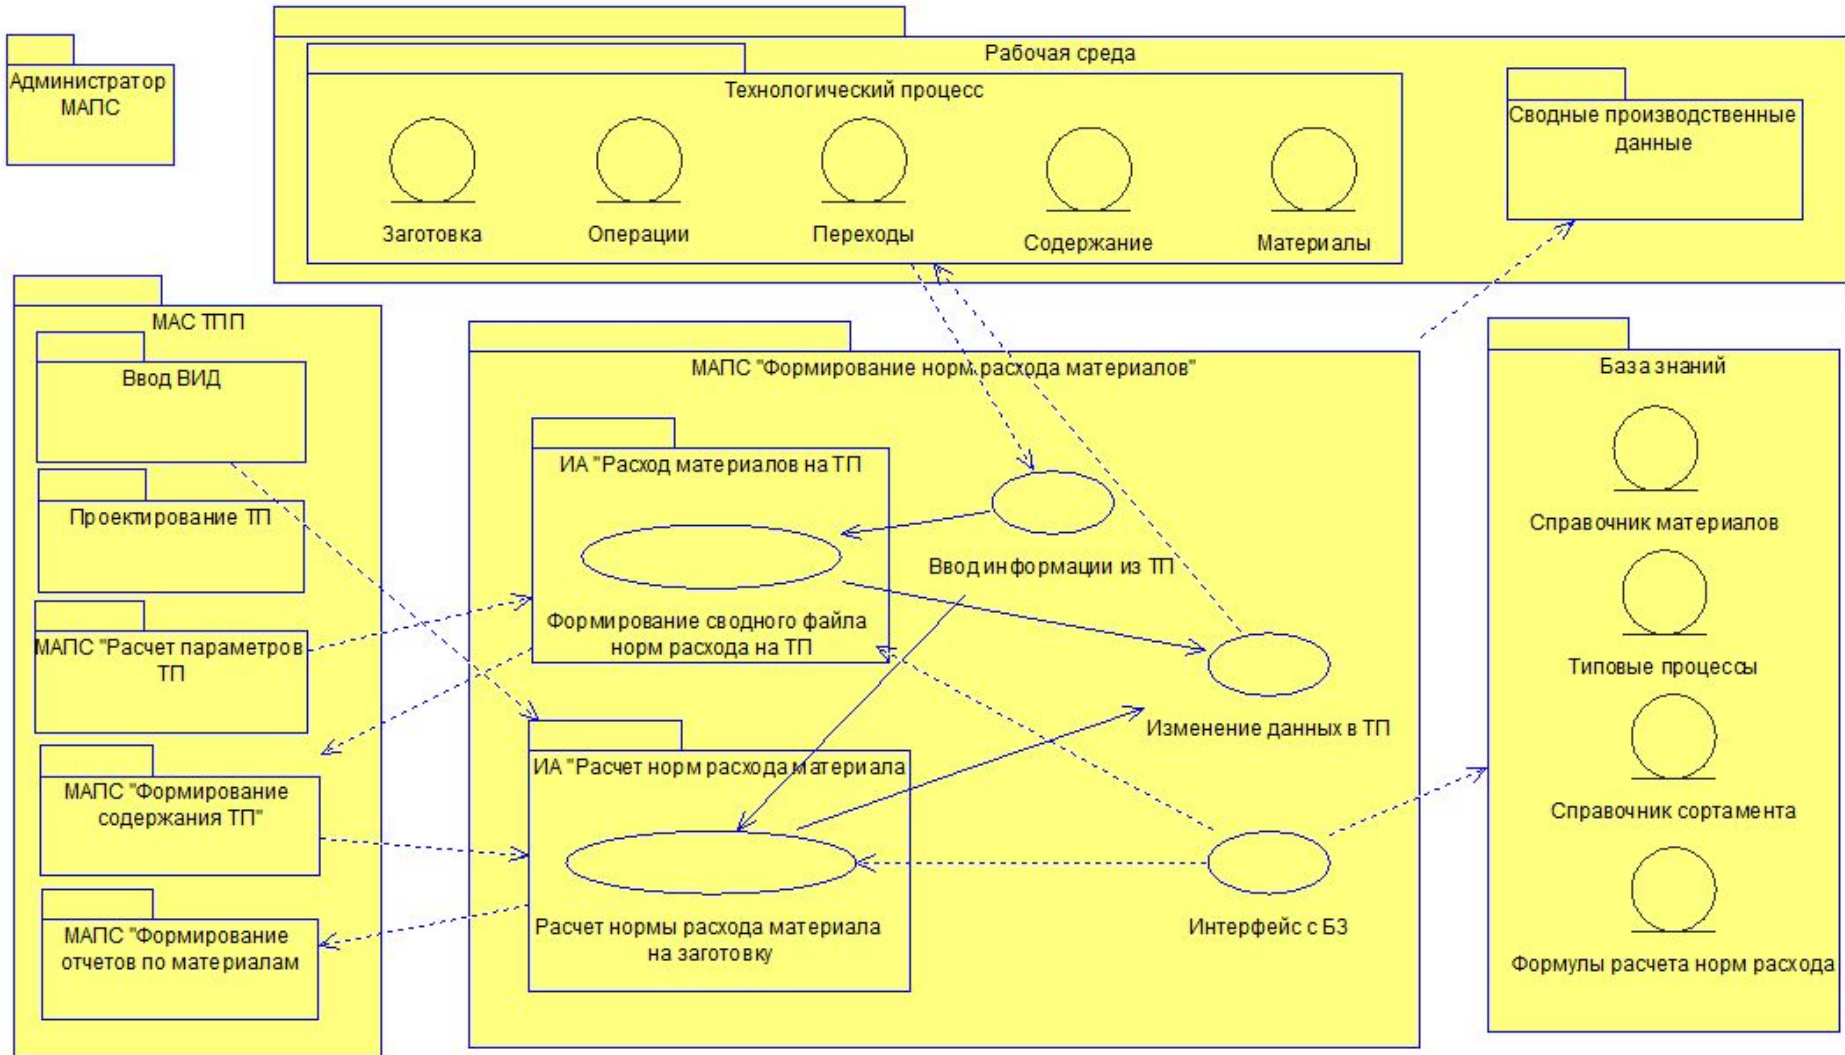 Администратор
МАПС
Рабочая среда
Технологический процесс
Заготовка
Операции
Переходы
Содержание
Материалы
Сводные производственные
данные
МАС ТПП
Ввод ВИД
Проектирование ТП
МАПС "Расчет параметров
ТП
МАПС "Формирование
содержания ТП"
МАПС "Формирование
отчетов по материалам
МАПС "Формирование норм расхода материалов"
ИА "Расход материалов на ТП
Формирование сводного файла
норм расхода на ТП
Ввод информации из ТП
Изменение данных в ТП
ИА "Расчет норм расхода материала
Расчет нормы расхода материала
на заготовку
Интерфейс с БЗ
База знаний
Справочник материалов
Типовые процессы
Справочник сортамента
Формулы расчета норм расхода